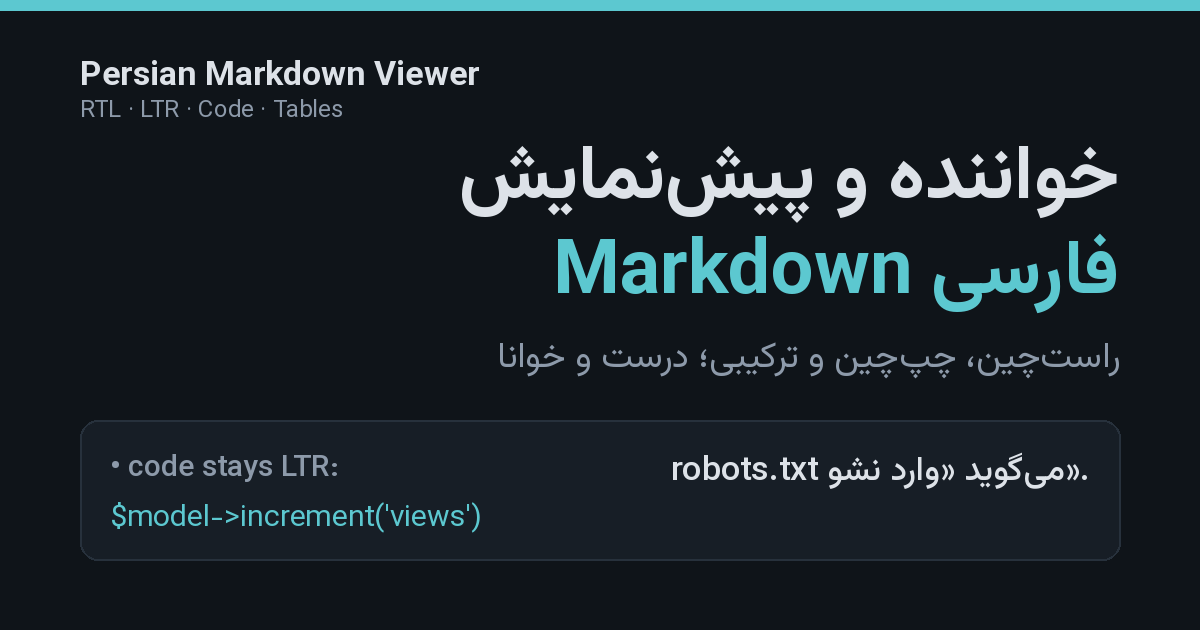 Persian Markdown Viewer
RTL · LTR · Code · Tables
خواننده و پیش‌نمایش
فارسی Markdown
راست‌چین، چپ‌چین و ترکیبی؛ درست و خوانا
robots.txt می‌گوید «وارد نشو».
• code stays LTR:
$model->increment('views')